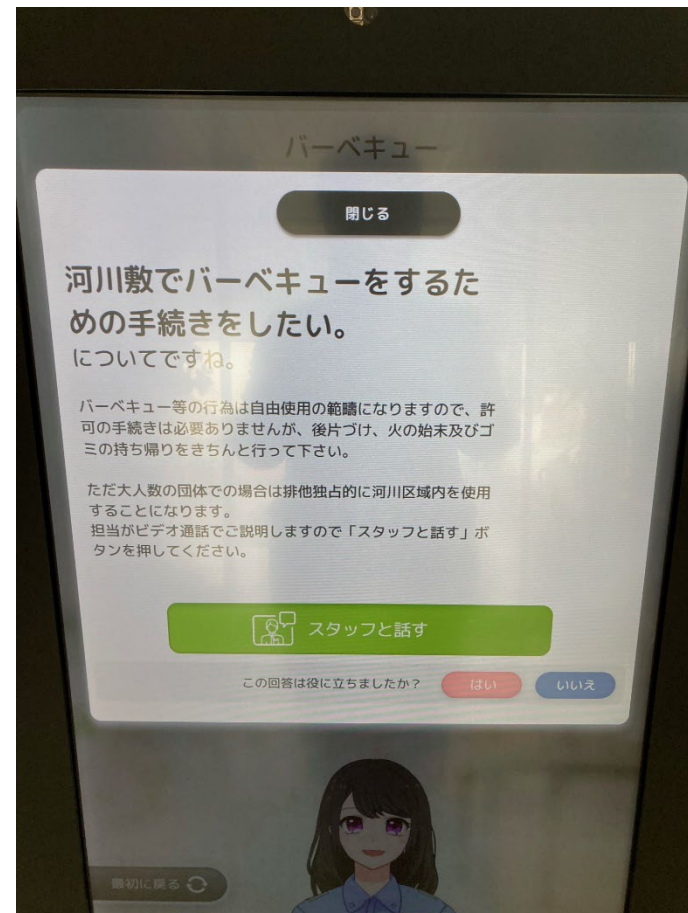 バーベキュー
閉じる
河川敷でバーベキューをするた
めの手続きをしたい。
についてですね。
バーベキュー等の行為は自由使用の範疇になりますので、許
可の手続きは必要ありませんが、後片づけ、火の始末及びゴ
ミの持ち帰りをきちんと行って下さい。
ただ大人数の団体での場合は排他独占的に河川区域内を使用
することになります。
担当がビデオ通話でご説明しますので「スタッフと話す」ボ
タンを押してください。
スタッフと話す
この回答は役に立ちましたか？ はい いいえ
最初に戻る